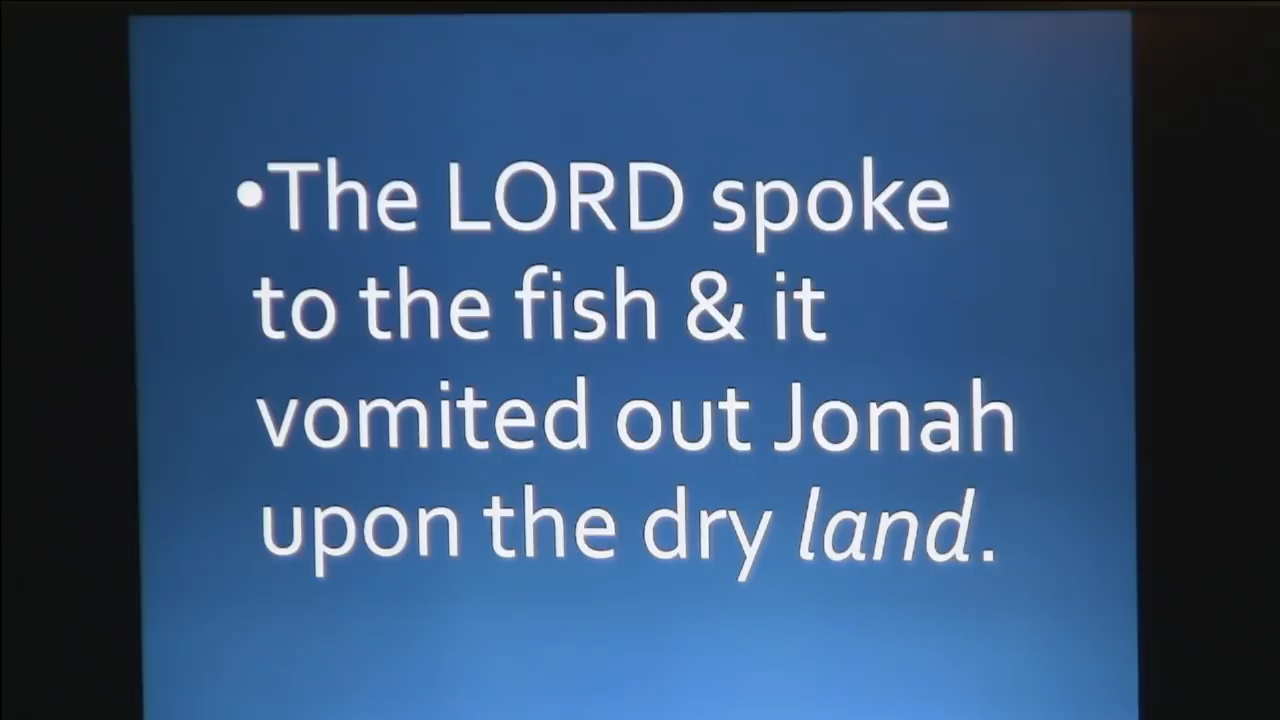 •The LORD spoke
to the fish & it
vomited out Jonah
upon the dry land.